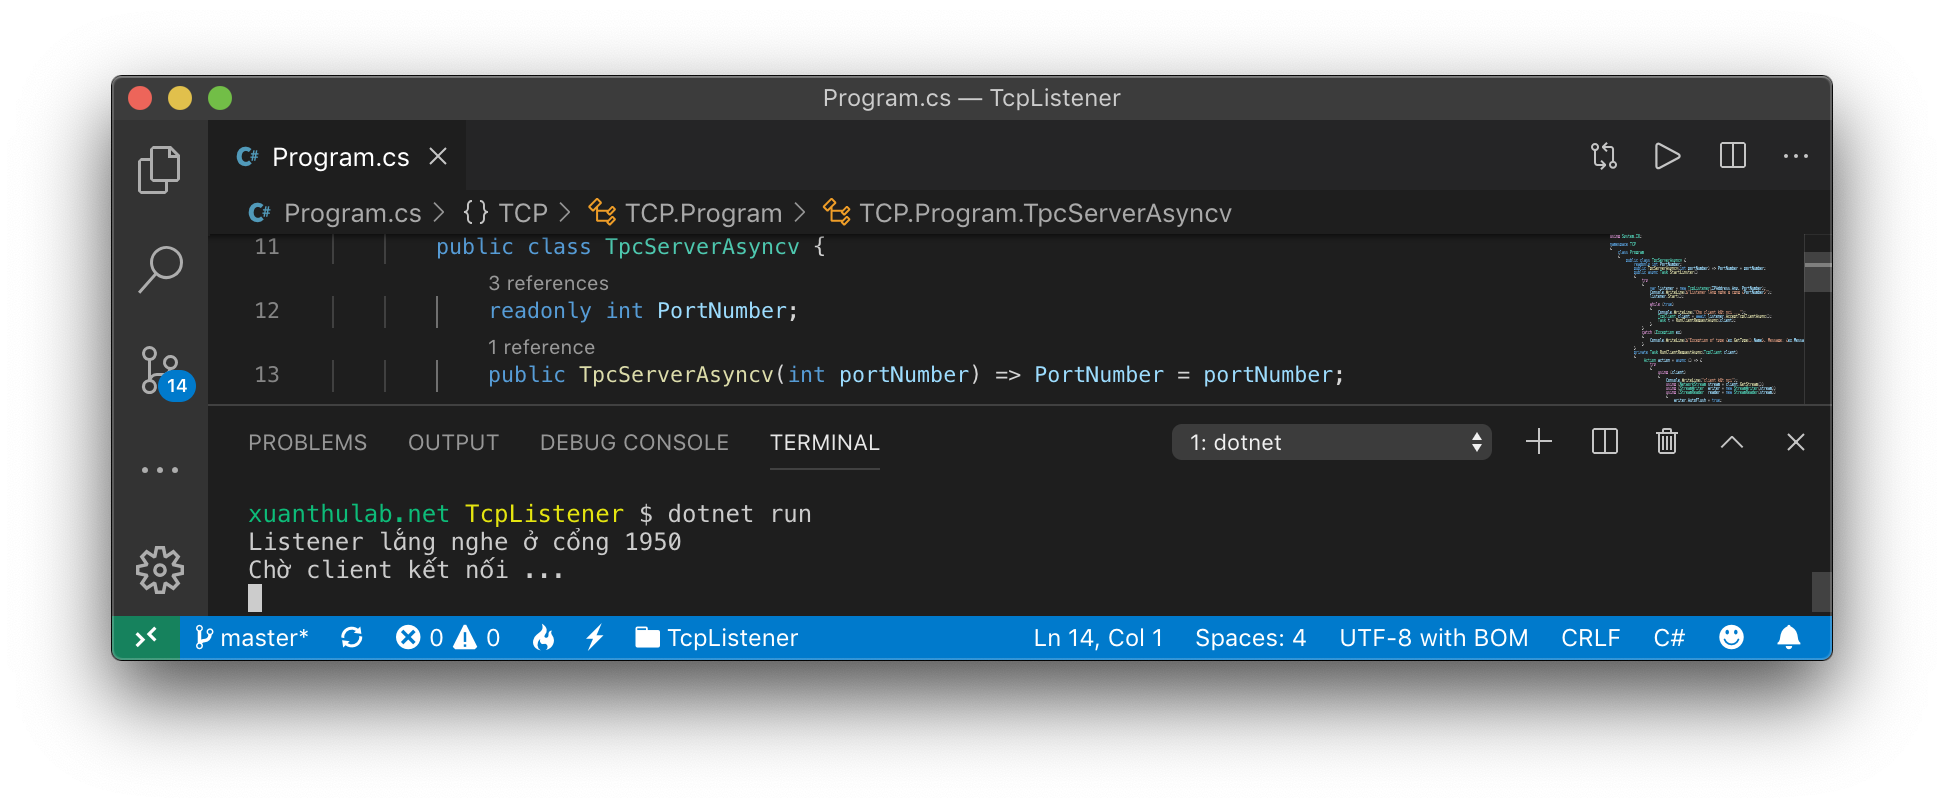 Program.cs — TcpListener
C# Program.cs
C# Program.cs > {} TCP > TCP.Program > TCP.Program.TpcServerAsyncv
11 public class TpcServerAsyncv {
3 references
12 readonly int PortNumber;
1 reference
13 public TpcServerAsyncv(int portNumber) => PortNumber = portNumber;
14
PROBLEMS OUTPUT DEBUG CONSOLE TERMINAL 1: dotnet
xuanthulab.net TcpListener $ dotnet run
Listener lắng nghe ở cổng 1950
Chờ client kết nối ...
master* 0 0 TcpListener Ln 14, Col 1 Spaces: 4 UTF-8 with BOM CRLF C#